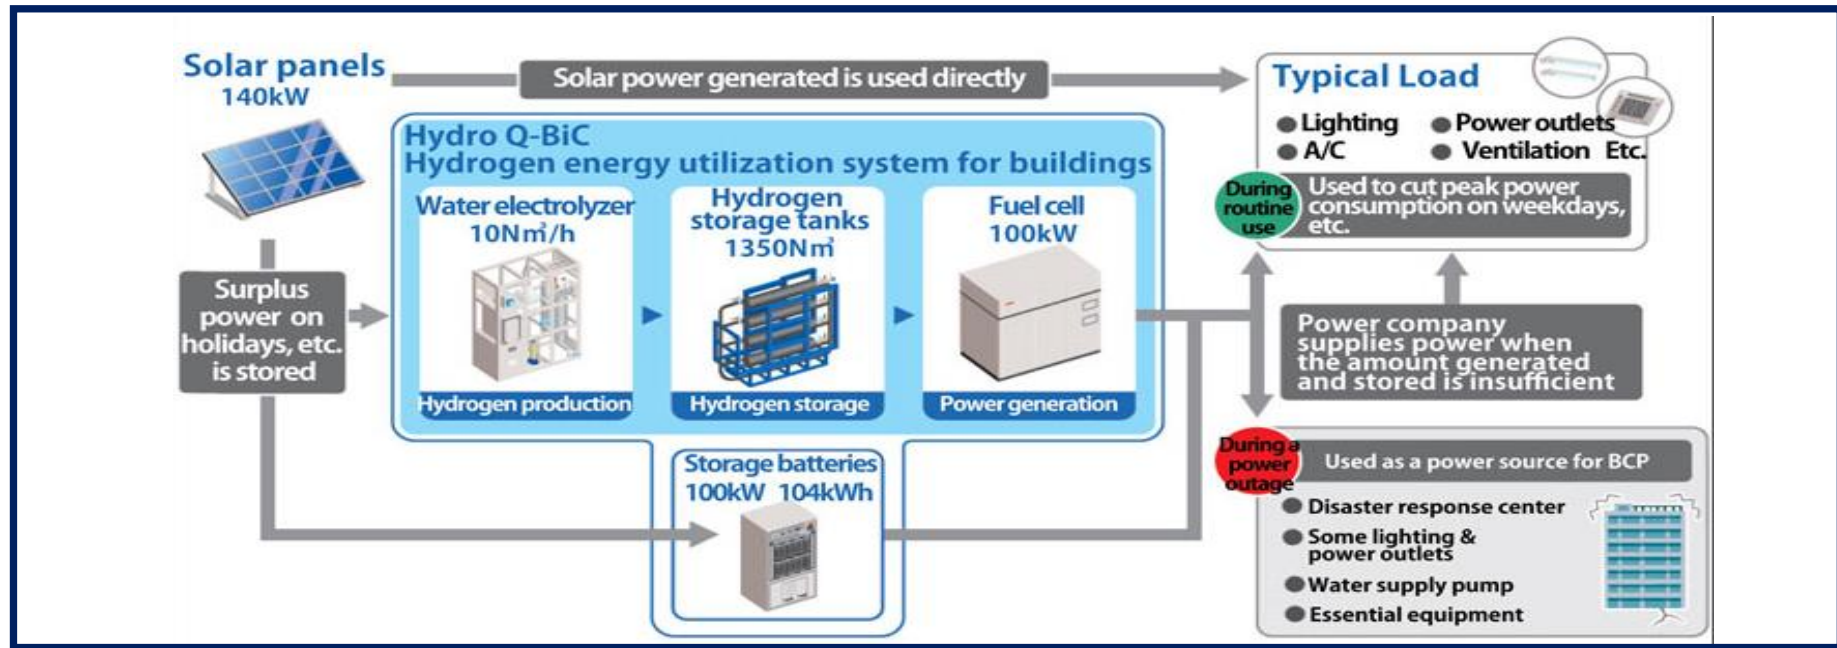 Solar panels
140kW
Solar power generated is used directly
Typical Load
Lighting
Power outlets
A/C
Ventilation Etc.
During
routine
use
Used to cut peak power
consumption on weekdays,
etc.
Hydro Q-BiC
Hydrogen energy utilization system for buildings
Water electrolyzer
10N㎥/h
Hydrogen production
Hydrogen
storage tanks
1350N㎥
Hydrogen storage
Fuel cell
100kW
Power generation
Surplus
power on
holidays, etc.
is stored
Power company
supplies power when
the amount generated
and stored is insufficient
Storage batteries
100kW 104kWh
During a
power
outage
Used as a power source for BCP
Disaster response center
Some lighting &
power outlets
Water supply pump
Essential equipment